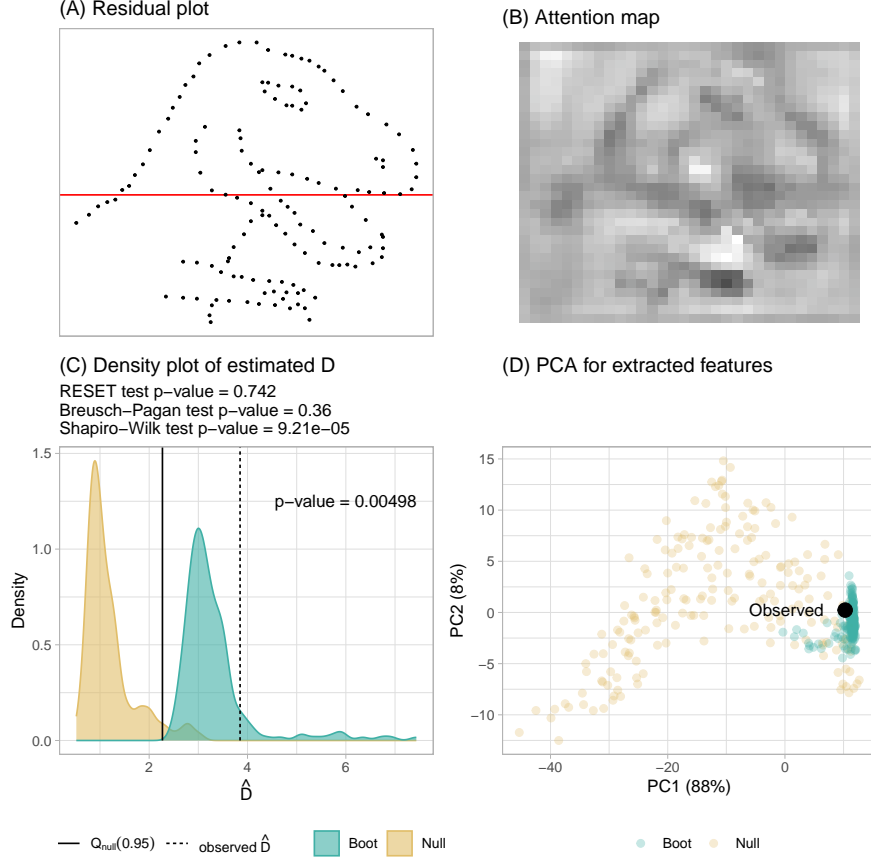 (A) Residual plot
(B) Attention map
(C) Density plot of estimated D
RESET test p−value = 0.742
Breusch−Pagan test p−value = 0.36
Shapiro−Wilk test p−value = 9.21e−05
p−value = 0.00498
Density
1.5
1.0
0.5
0.0
2 4 6
D̂
(D) PCA for extracted features
PC2 (8%)
15
10
5
0
−5
−10
Observed
−40 −20 0
PC1 (88%)
Qnull(0.95) observed D̂ Boot Null
Boot Null